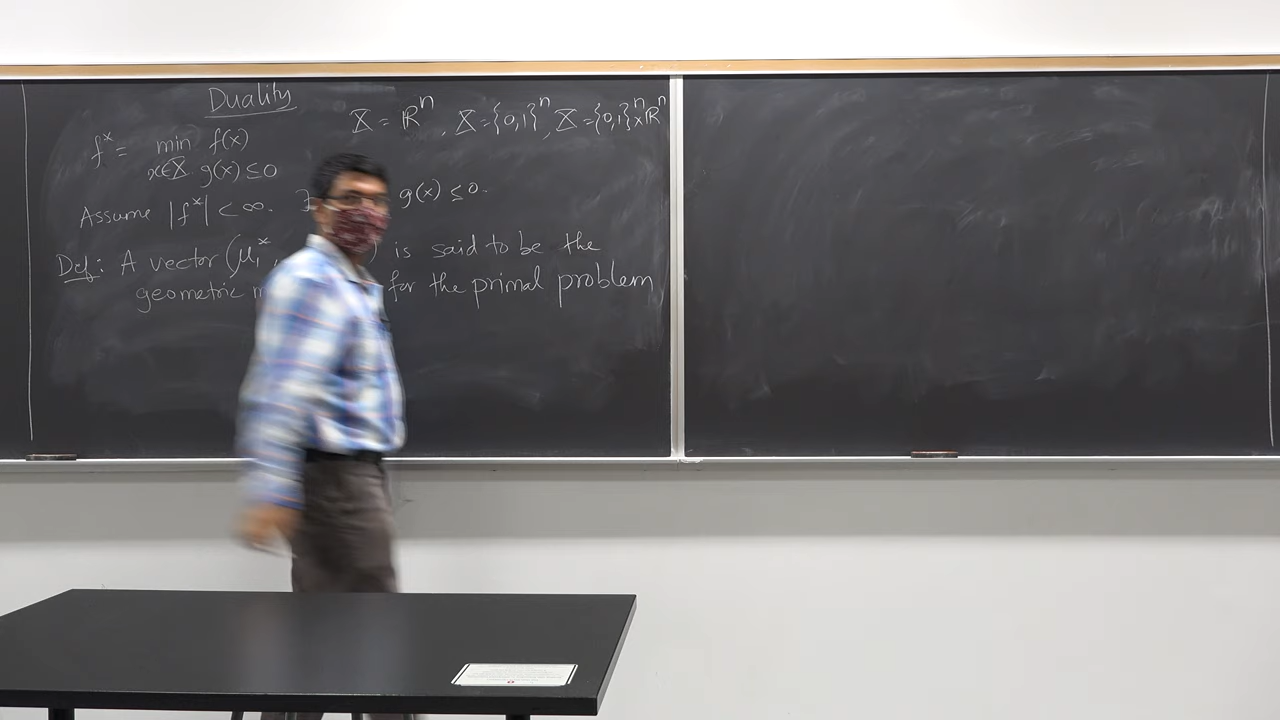 Duality
X = ℝⁿ, X = {0,1}ⁿ, X = {0,1}ⁿ × ℝⁿ
f* = min f(x)
x∈X g(x) ≤ 0
Assume |f*| < ∞. ∃ g(x) ≤ 0.
Def: A vector (μ₁*, ) is said to be the
geometric for the primal problem